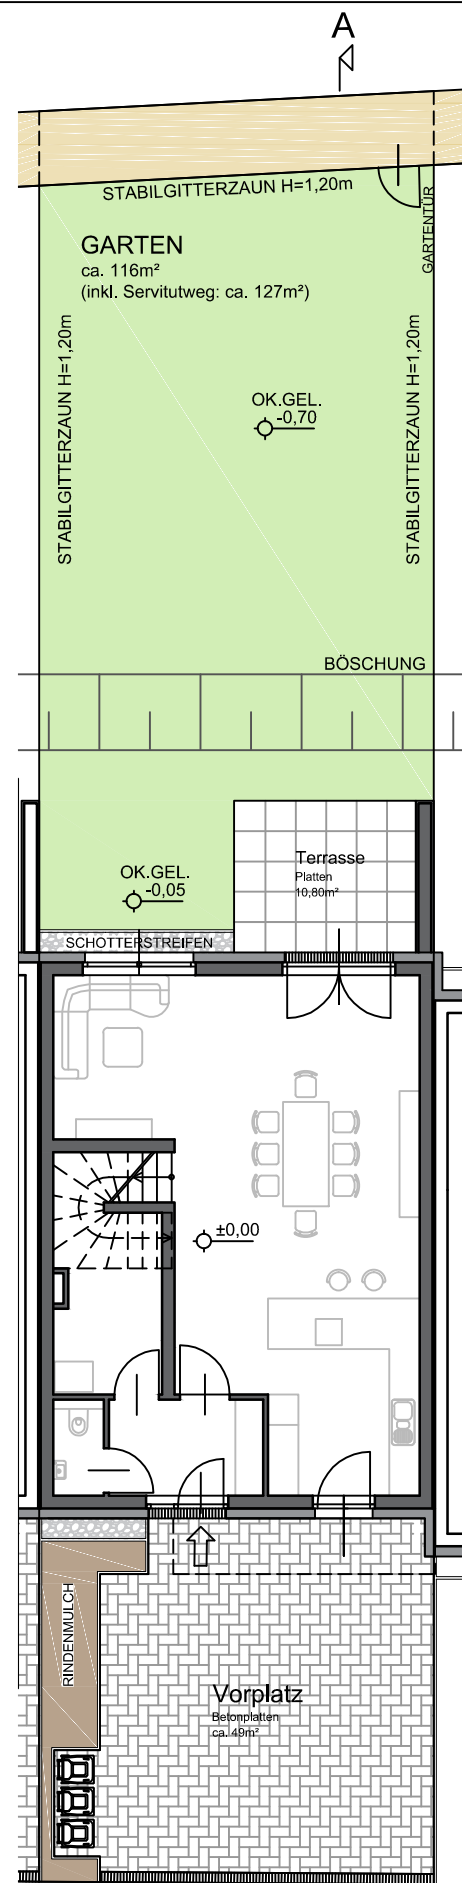 A
STABILGITTERZAUN H=1,20m
GARTENTÜR
GARTEN
ca. 116m²
(inkl. Servitutweg: ca. 127m²)
STABILGITTERZAUN H=1,20m
STABILGITTERZAUN H=1,20m
OK.GEL.
-0,70
BÖSCHUNG
Terrasse
Platten
10,80m²
OK.GEL.
-0,05
SCHOTTERSTREIFEN
±0,00
RINDENMULCH
Vorplatz
Betonplatten
ca. 49m²